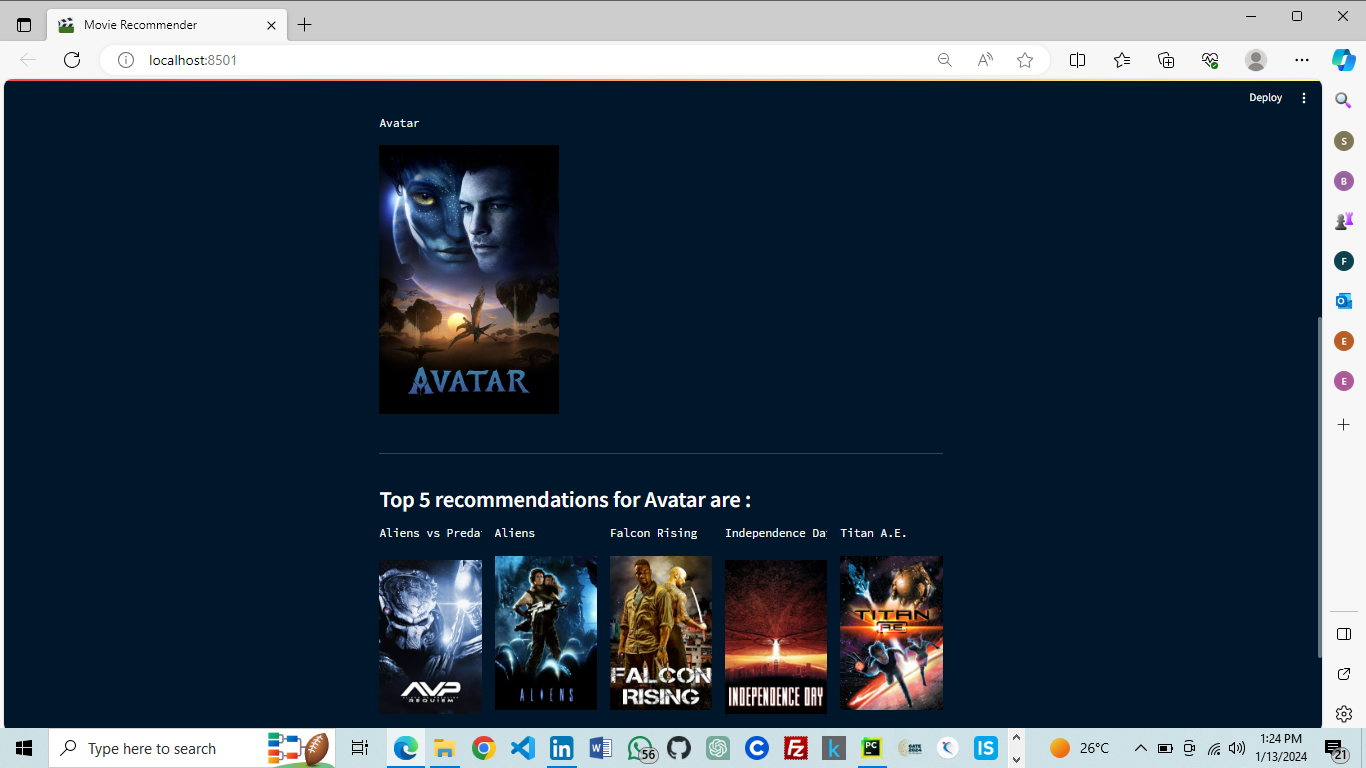 Movie Recommender
localhost:8501
Deploy
Avatar
AVATAR
Top 5 recommendations for Avatar are :
Aliens vs Preda
Aliens
Falcon Rising
Independence Da
Titan A.E.
AVP
REQUIEM
ALIENS
FALCON
RISING
INDEPENDENCE DAY
TITAN
A.E.
S
B
F
E
E
Type here to search
56
PC
IS
26°C
1:24 PM
1/13/2024
21